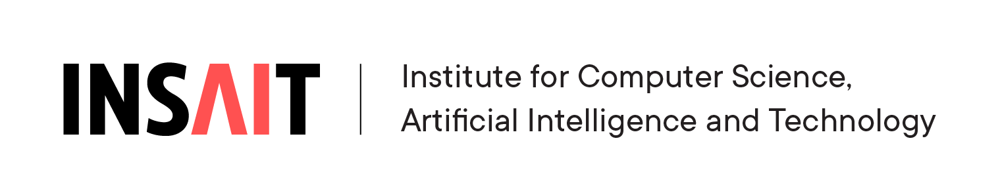 INSAIT
Institute for Computer Science,
Artificial Intelligence and Technology